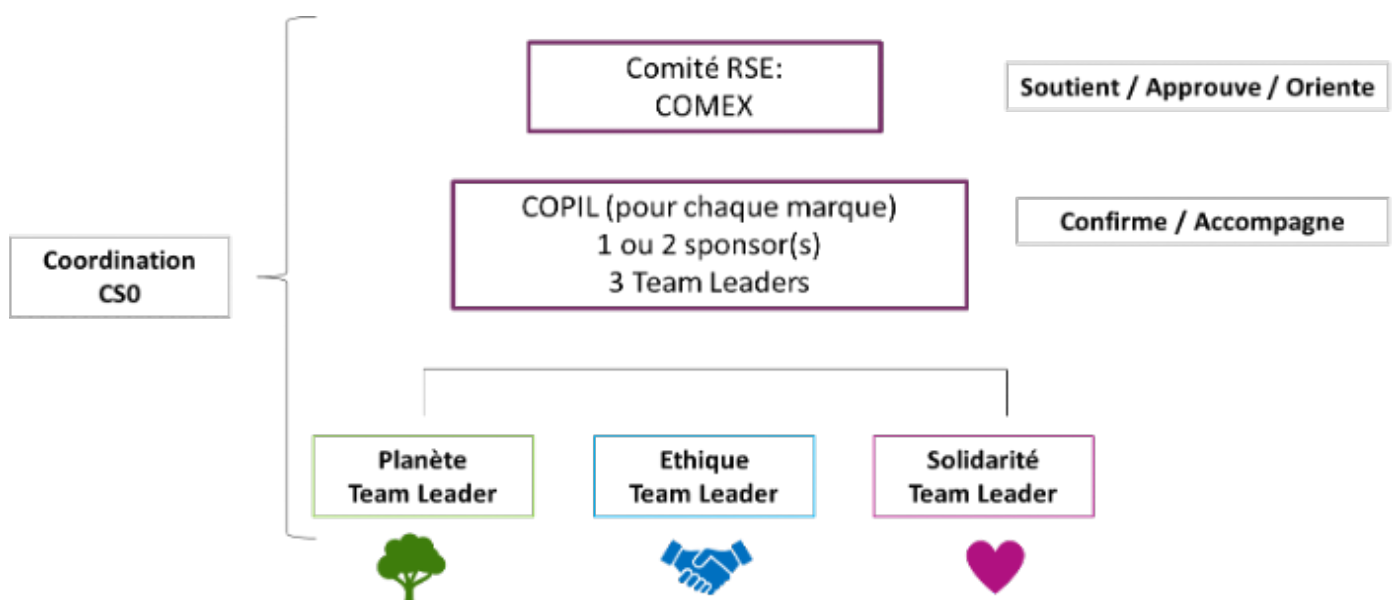 Comité RSE:
COMEX
Soutient / Approuve / Oriente
COPIL (pour chaque marque)
1 ou 2 sponsor(s)
3 Team Leaders
Confirme / Accompagne
Coordination
CS0
Planète
Team Leader
Ethique
Team Leader
Solidarité
Team Leader